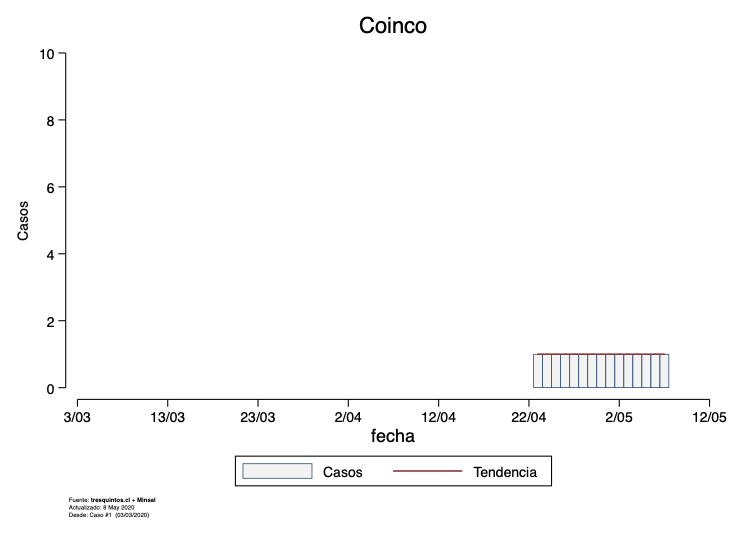 Coinco
Casos
10
8
6
4
2
0
3/03 13/03 23/03 2/04 12/04 22/04 2/05 12/05
fecha
Casos Tendencia
Fuente: tresquintos.cl + Minsal
Actualizado: 8 May 2020
Desde: Caso #1 (03/03/2020)